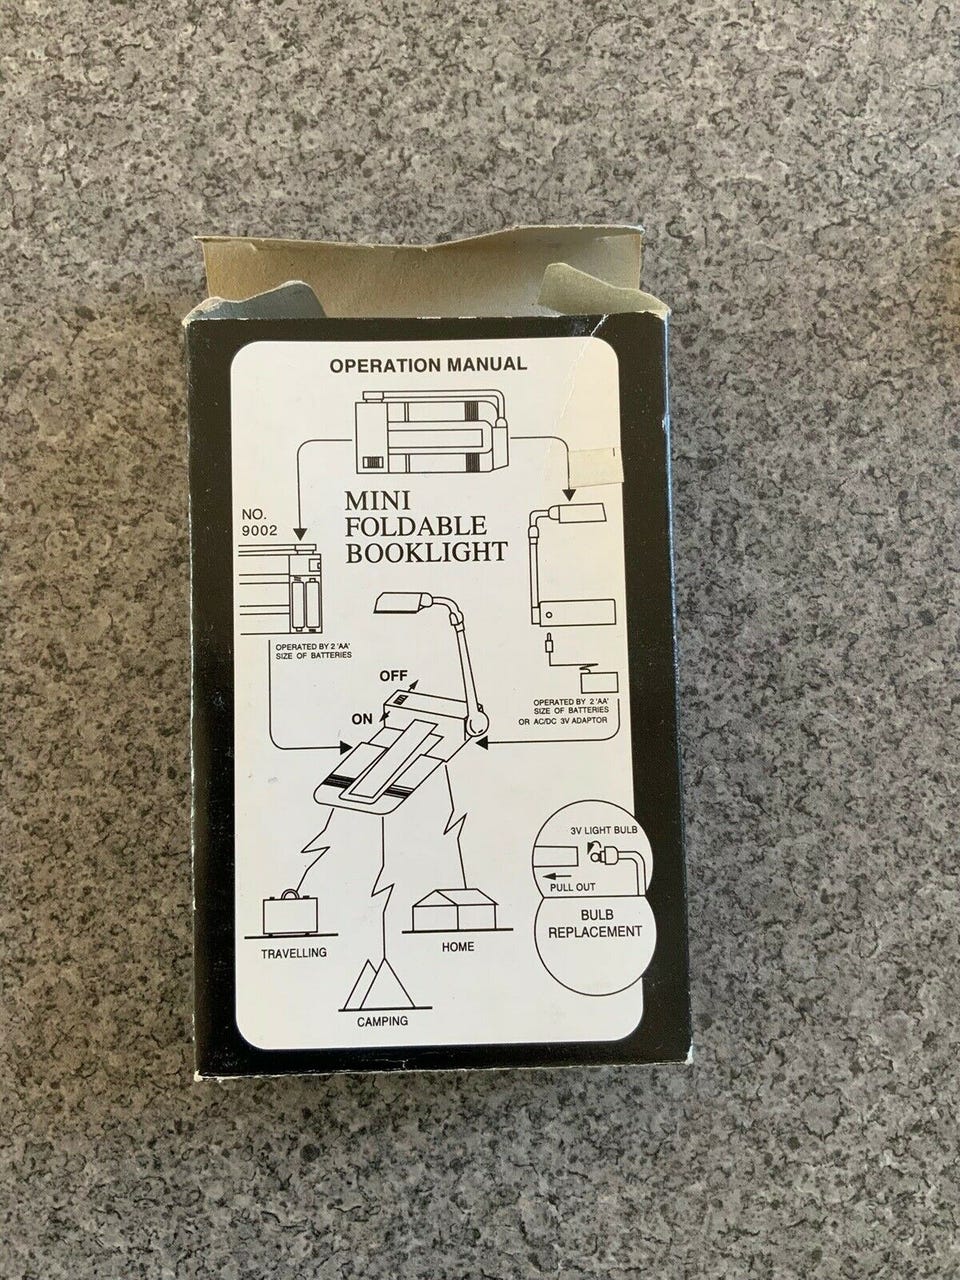 OPERATION MANUAL
NO.
9002
MINI
FOLDABLE
BOOKLIGHT
OPERATED BY 2 'AA'
SIZE OF BATTERIES
OFF
ON
OPERATED BY 2 'AA'
SIZE OF BATTERIES
OR AC/DC 3V ADAPTOR
3V LIGHT BULB
PULL OUT
BULB
REPLACEMENT
TRAVELLING
HOME
CAMPING